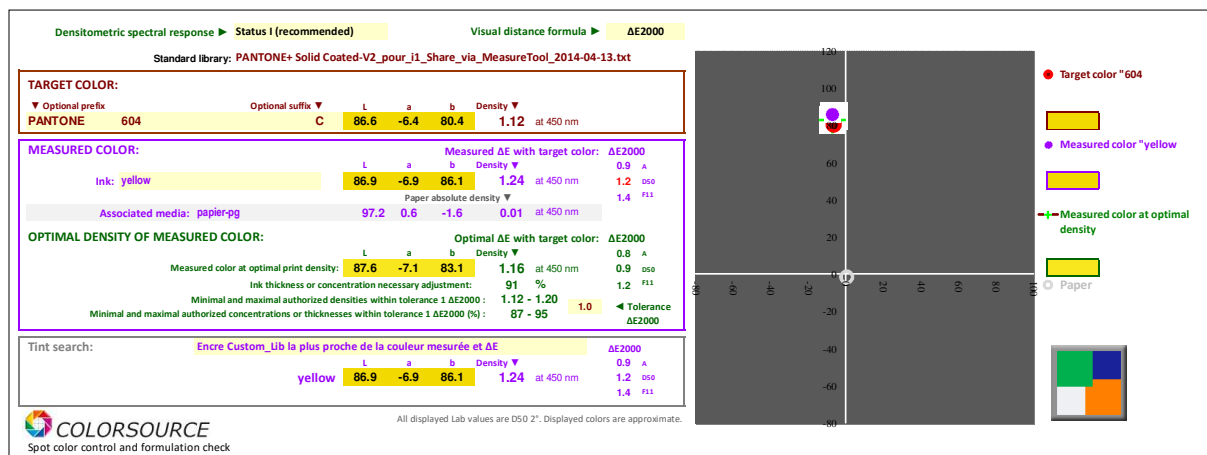 Densitometric spectral response ► Status I (recommended) Visual distance formula ► ΔE2000
Standard library: PANTONE+ Solid Coated-V2_pour_i1_Share_via_MeasureTool_2014-04-13.txt
TARGET COLOR:
▼ Optional prefix Optional suffix ▼ L a b Density ▼
PANTONE 604 C 86.6 -6.4 80.4 1.12 at 450 nm
MEASURED COLOR: Measured ΔE with target color: ΔE2000
L a b Density ▼ 0.9 A
Ink: yellow 86.9 -6.9 86.1 1.24 at 450 nm 1.2 D50
Paper absolute density ▼ 1.4 F11
Associated media: papier-pg 97.2 0.6 -1.6 0.01 at 450 nm
OPTIMAL DENSITY OF MEASURED COLOR: Optimal ΔE with target color: ΔE2000
L a b Density ▼ 0.8 A
Measured color at optimal print density: 87.6 -7.1 83.1 1.16 at 450 nm 0.9 D50
Ink thickness or concentration necessary adjustment: 91 % 1.2 F11
Minimal and maximal authorized densities within tolerance 1 ΔE2000 : 1.12 - 1.20 1.0 ◄ Tolerance
Minimal and maximal authorized concentrations or thicknesses within tolerance 1 ΔE2000 (%) : 87 - 95 ΔE2000
Tint search: Encre Custom_Lib la plus proche de la couleur mesurée et ΔE ΔE2000
L a b Density ▼ 0.9 A
yellow 86.9 -6.9 86.1 1.24 at 450 nm 1.2 D50
1.4 F11
COLORSOURCE
Spot color control and formulation check
All displayed Lab values are D50 2°. Displayed colors are approximate.
120
100
80
60
40
20
0
-20
-40
-60
-80
-80 -60 -40 -20 0 20 40 60 80 100
Target color "604
Measured color "yellow
Measured color at optimal
density
Paper